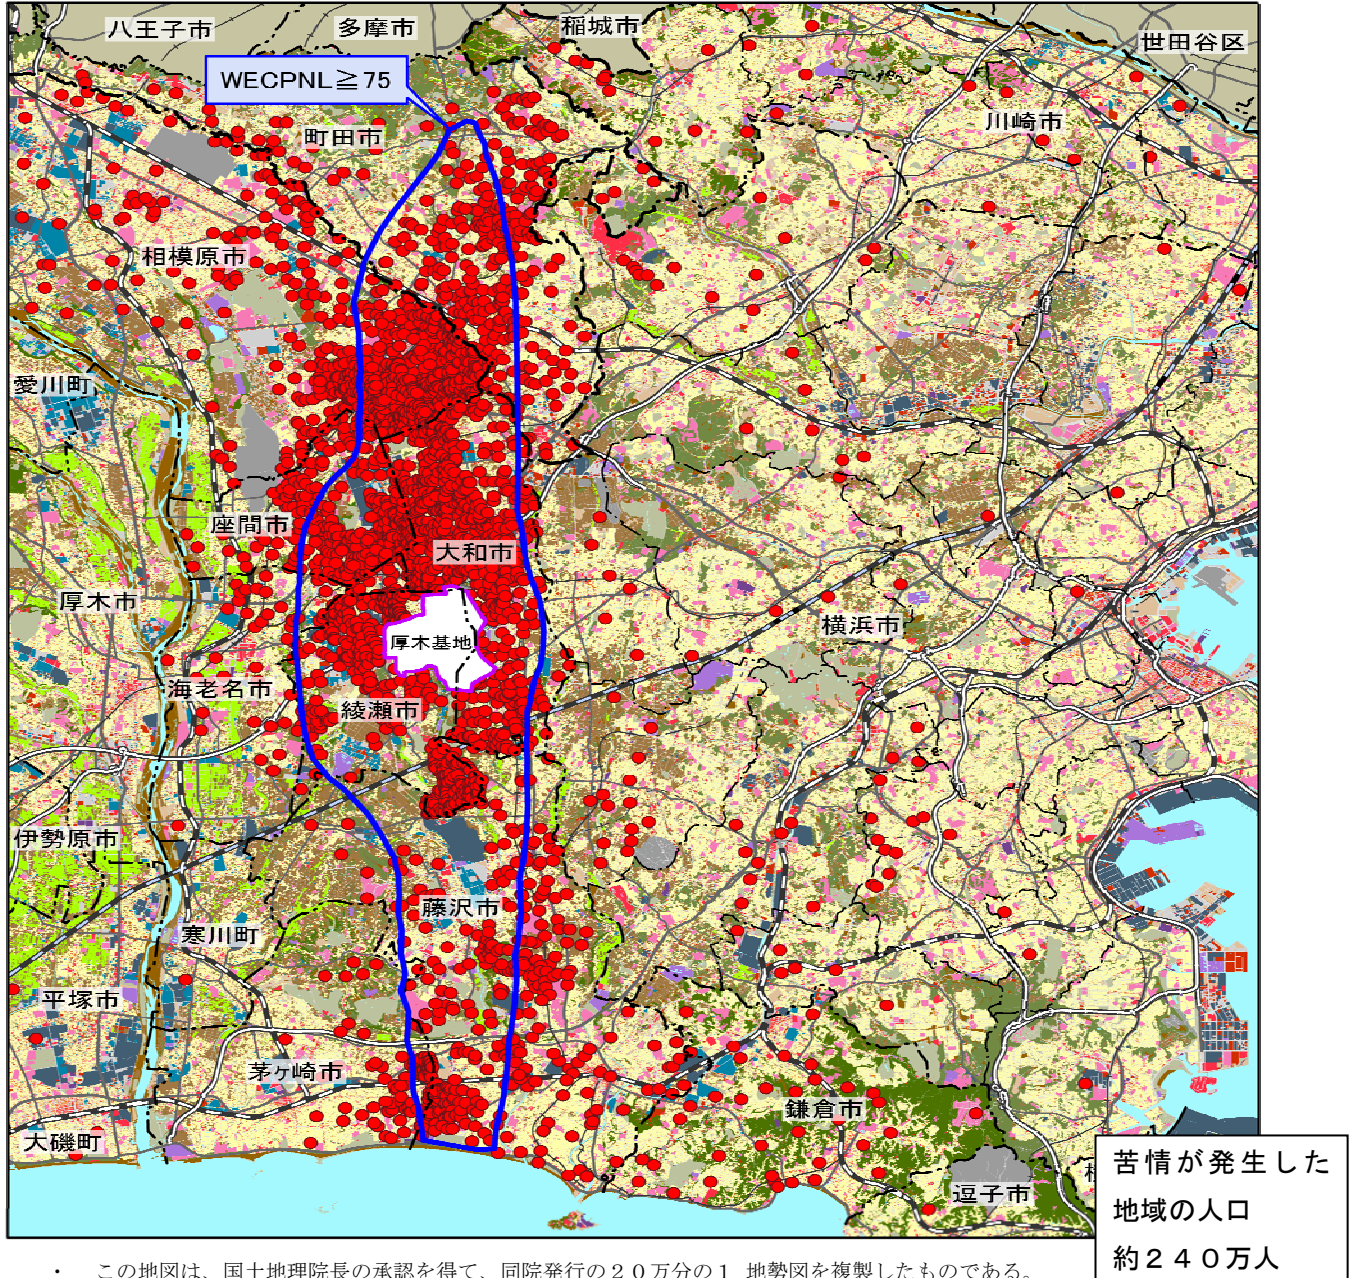 八王子市
多摩市
稲城市
世田谷区
WECPNL≧75
町田市
川崎市
相模原市
愛川町
座間市
大和市
厚木市
厚木基地
横浜市
海老名市
綾瀬市
伊勢原市
藤沢市
寒川町
平塚市
茅ヶ崎市
鎌倉市
大磯町
逗子市
苦情が発生した
地域の人口
約２４０万人
・　この地図は、国土地理院長の承認を得て、同院発行の２０万分の１ 地勢図を複製したものである。